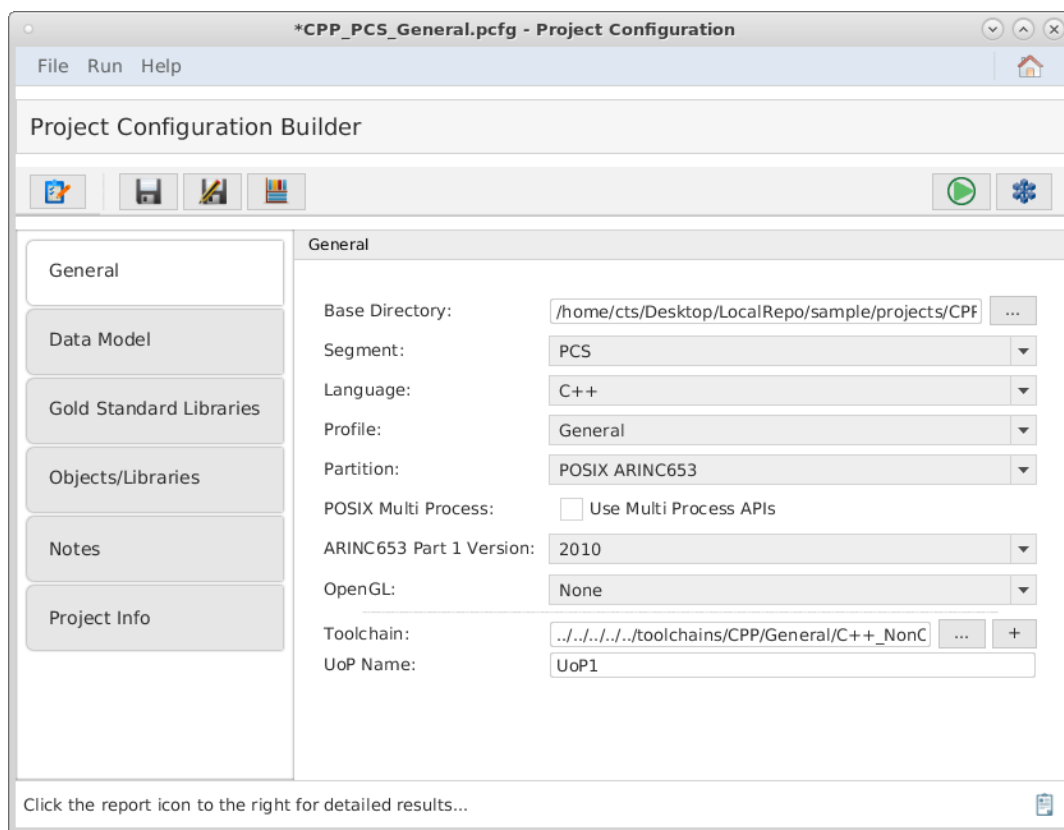 *CPP_PCS_General.pcfg - Project Configuration
File Run Help
Project Configuration Builder
General
Data Model
Gold Standard Libraries
Objects/Libraries
Notes
Project Info
General
Base Directory: /home/cts/Desktop/LocalRepo/sample/projects/CPP ...
Segment: PCS
Language: C++
Profile: General
Partition: POSIX ARINC653
POSIX Multi Process: Use Multi Process APIs
ARINC653 Part 1 Version: 2010
OpenGL: None
Toolchain: ../../../../../toolchains/CPP/General/C++_NonC ... +
UoP Name: UoP1
Click the report icon to the right for detailed results...